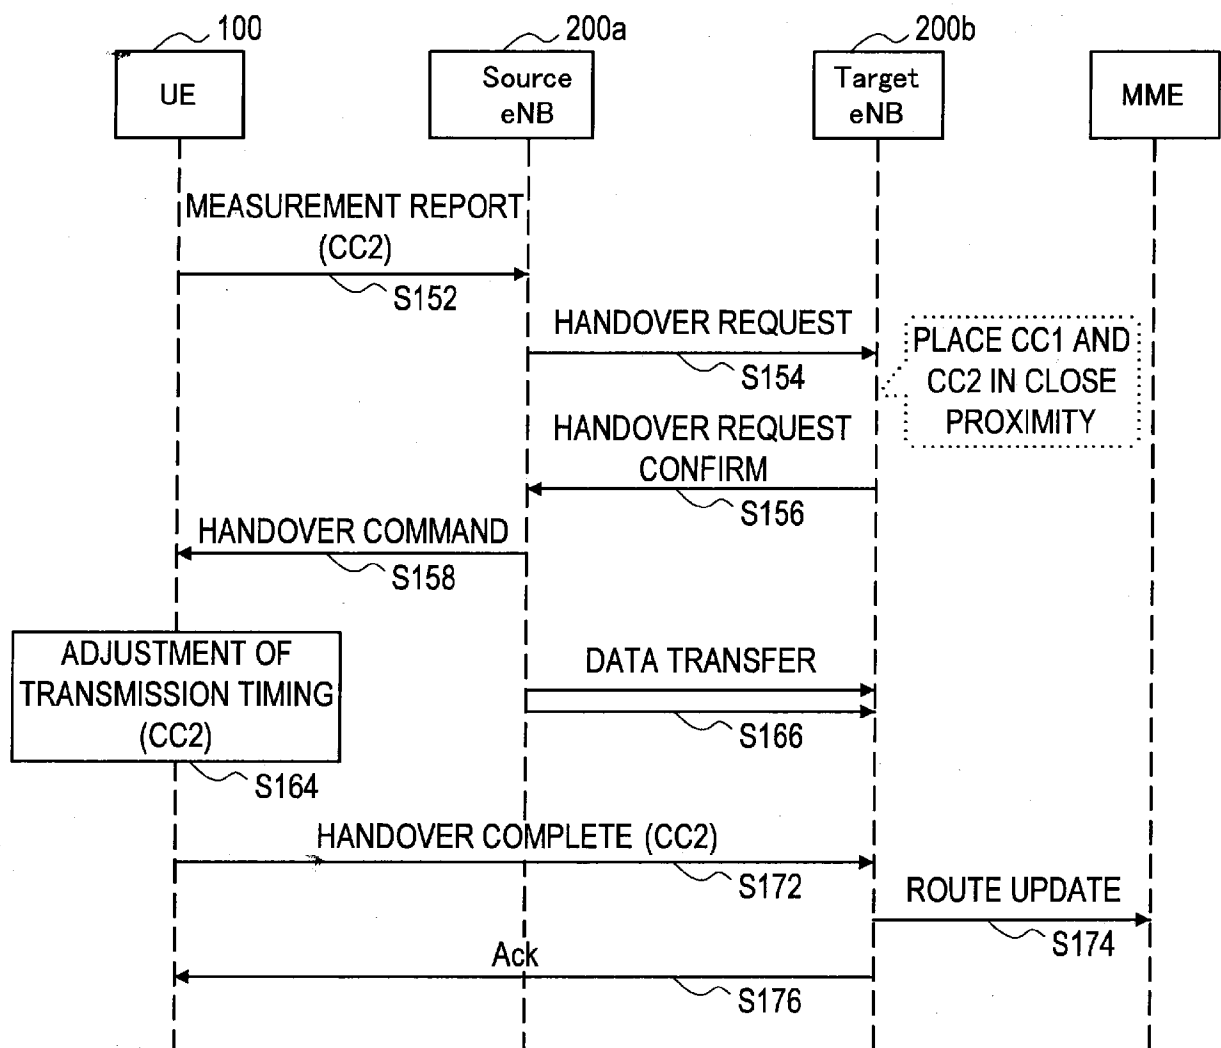 100
200a
200b
UE
Source
eNB
Target
eNB
MME
MEASUREMENT REPORT
(CC2)
S152
HANDOVER REQUEST
S154
PLACE CC1 AND
CC2 IN CLOSE
PROXIMITY
HANDOVER REQUEST
CONFIRM
S156
HANDOVER COMMAND
S158
ADJUSTMENT OF
TRANSMISSION TIMING
(CC2)
S164
DATA TRANSFER
S166
HANDOVER COMPLETE (CC2)
S172
ROUTE UPDATE
S174
Ack
S176